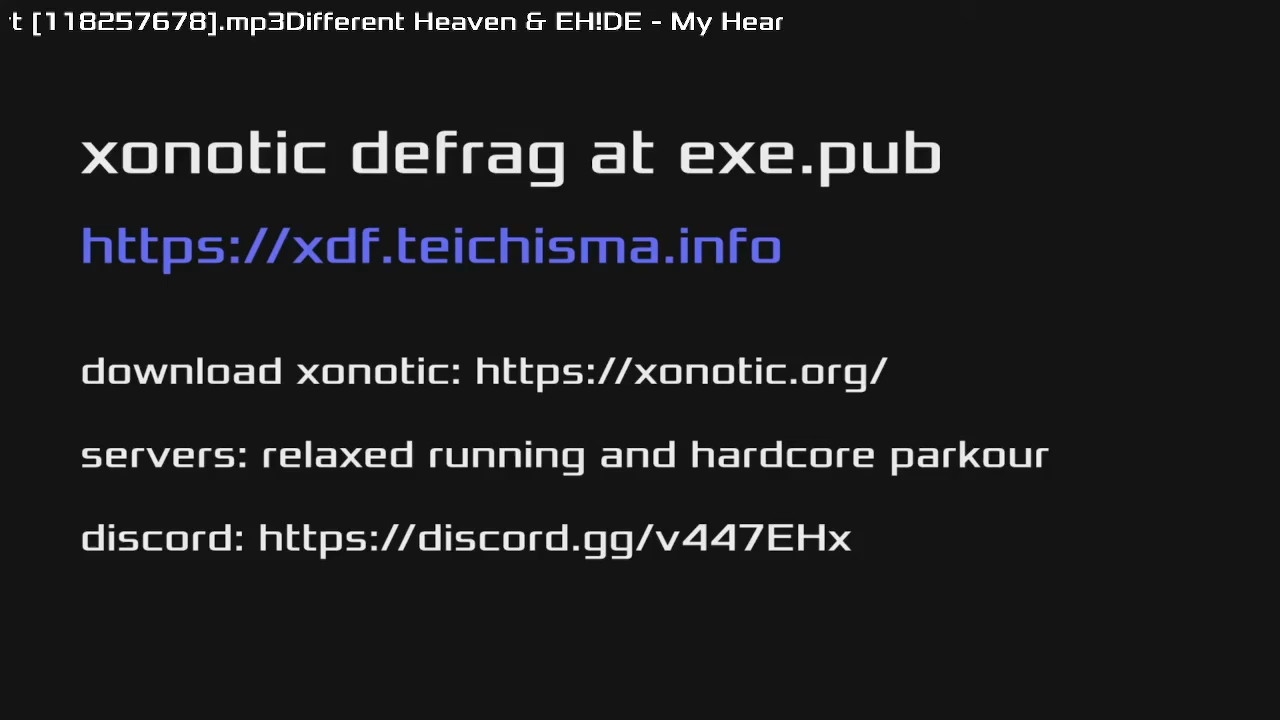 t [118257678].mp3Different Heaven & EH!DE - My Hear
xonotic defrag at exe.pub
https://xdf.teichisma.info
download xonotic: https://xonotic.org/
servers: relaxed running and hardcore parkour
discord: https://discord.gg/v447EHx